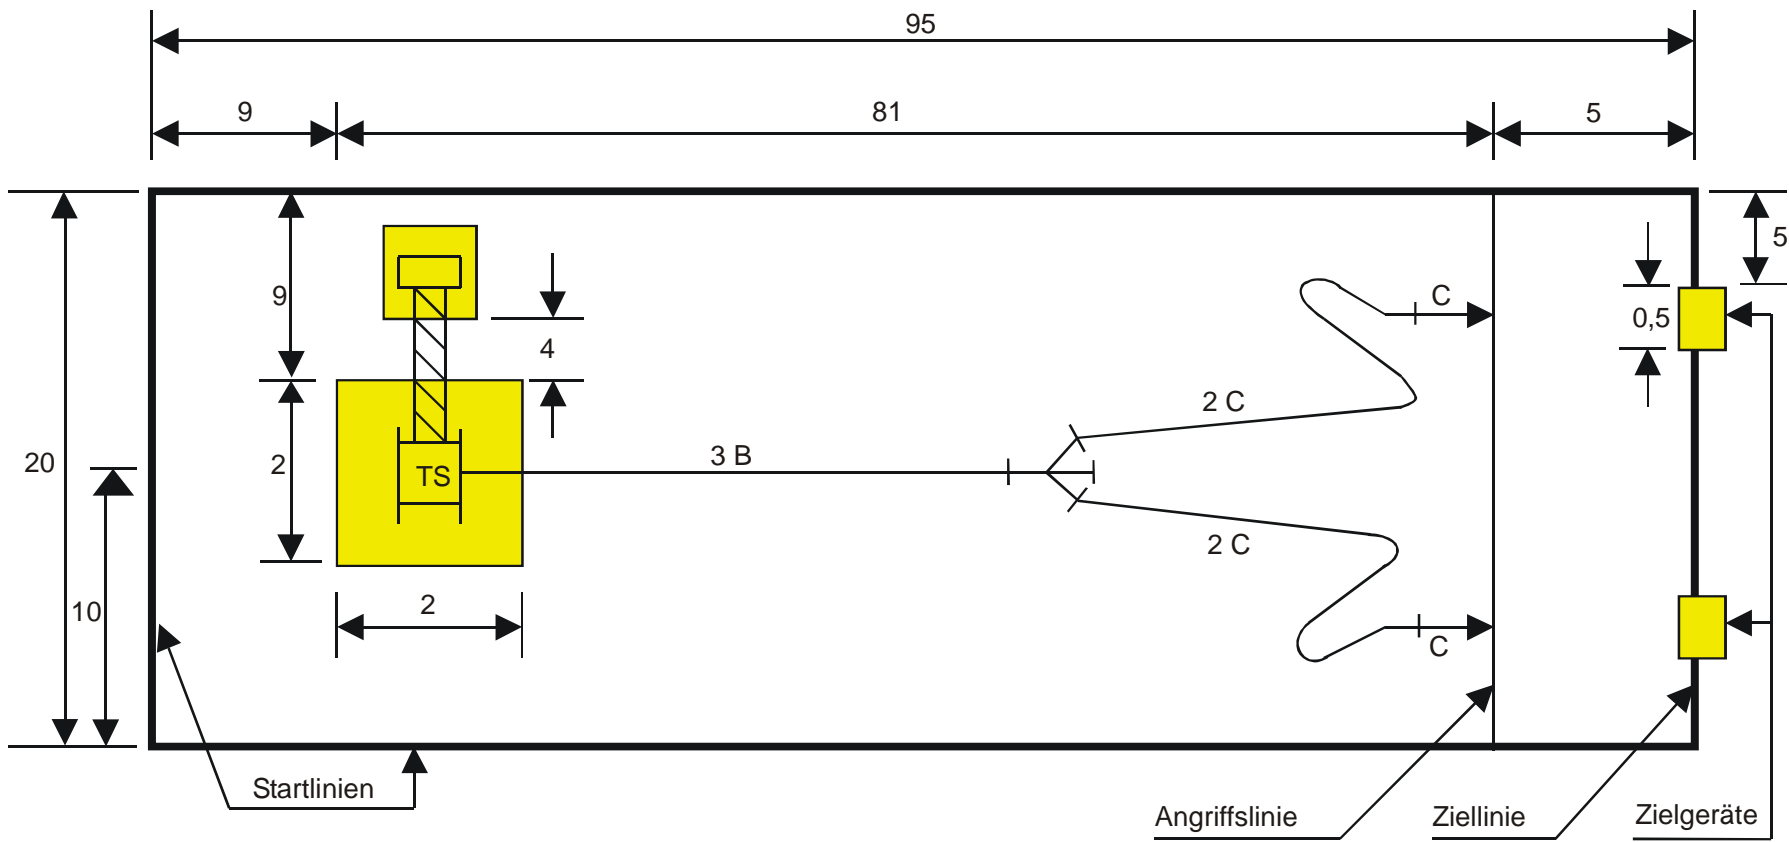 95
9
81
5
5
9
0,5
C
4
2 C
20
2
TS
3 B
2 C
10
2
C
Startlinien
Angriffslinie
Ziellinie
Zielgeräte